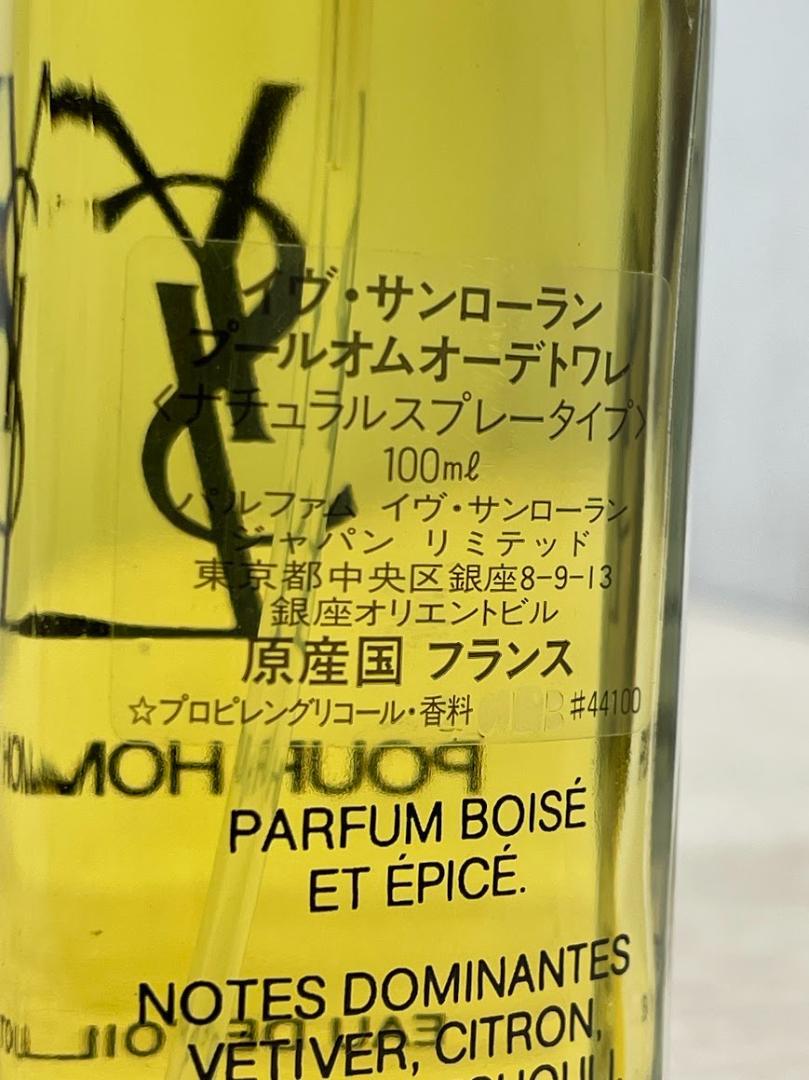 イヴ・サンローラン
プールオムオーデトワレ
〈ナチュラルスプレータイプ〉
100mℓ
パルファム イヴ・サンローラン
ジャパン リミテッド
東京都中央区銀座8-9-13
銀座オリエントビル
原産国 フランス
☆プロピレングリコール・香料 #44100
POUR HOM
PARFUM BOISÉ
ET ÉPICÉ.
NOTES DOMINANTES
EAU DE TOIL
VÉTIVER, CITRON,